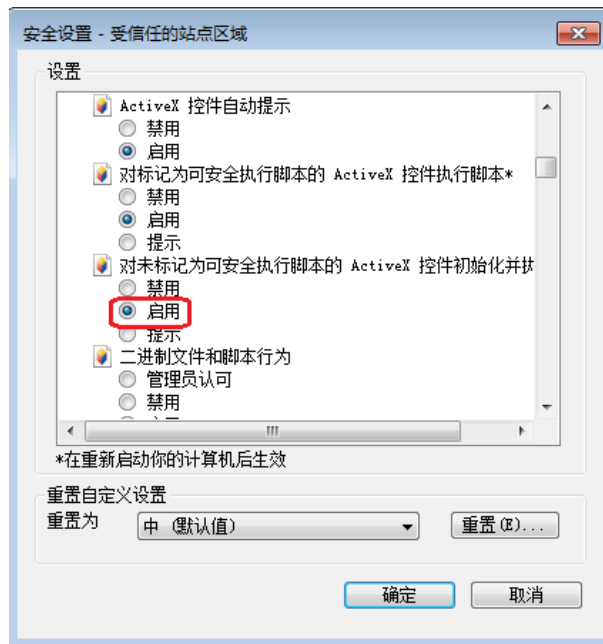 安全设置 - 受信任的站点区域
设置
ActiveX 控件自动提示
禁用
启用
对标记为可安全执行脚本的 ActiveX 控件执行脚本*
禁用
启用
提示
对未标记为可安全执行脚本的 ActiveX 控件初始化并执
禁用
启用
提示
二进制文件和脚本行为
管理员认可
禁用
*在重新启动你的计算机后生效
重置自定义设置
重置为 中 (默认值) 重置(E)...
确定 取消